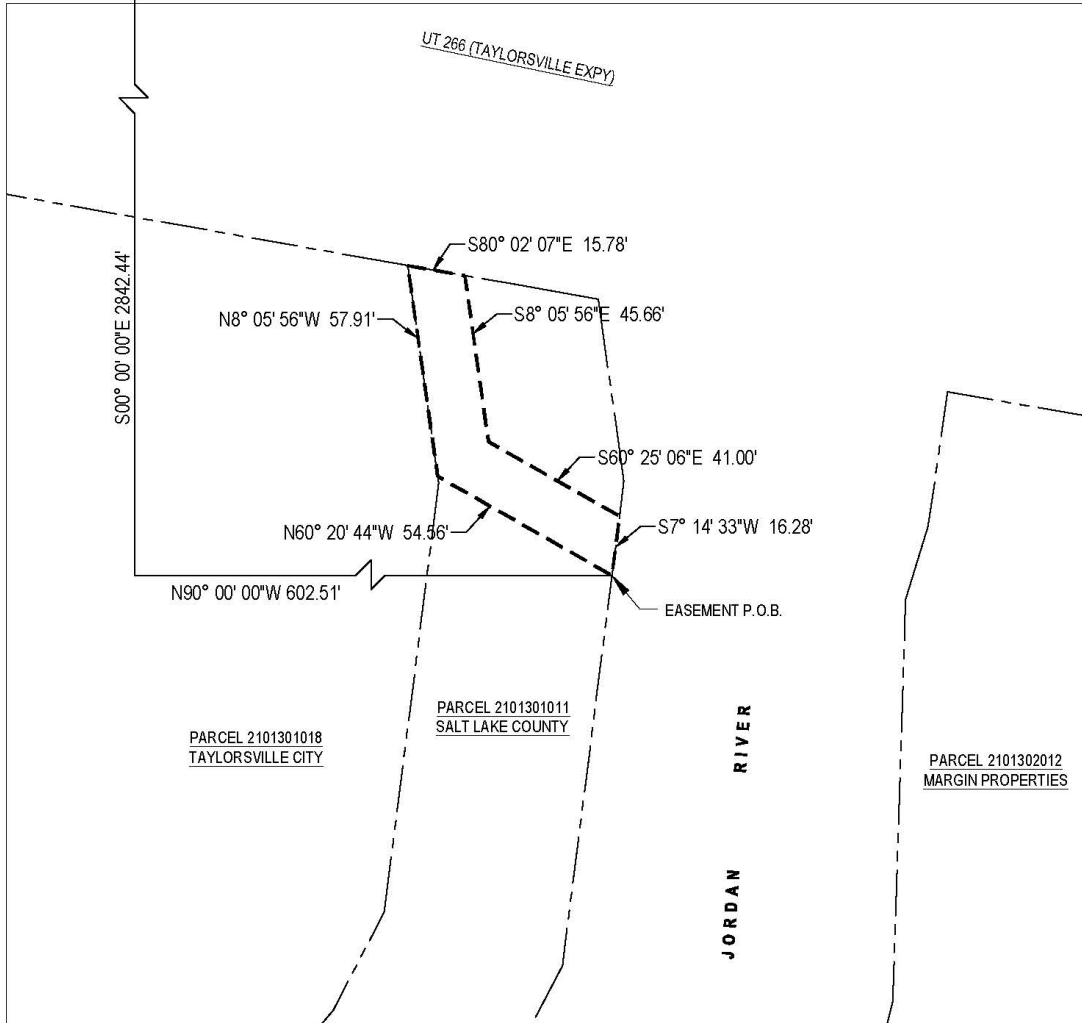 UT 266 (TAYLORSVILLE EXPY)
S80° 02' 07"E 15.78'
S00° 00' 00"E 2842.44'
N8° 05' 56"W 57.91'
S8° 05' 56"E 45.66'
S60° 25' 06"E 41.00'
N60° 20' 44"W 54.56'
S7° 14' 33"W 16.28'
N90° 00' 00"W 602.51'
EASEMENT P.O.B.
PARCEL 2101301018
TAYLORSVILLE CITY
PARCEL 2101301011
SALT LAKE COUNTY
JORDAN RIVER
PARCEL 2101302012
MARGIN PROPERTIES